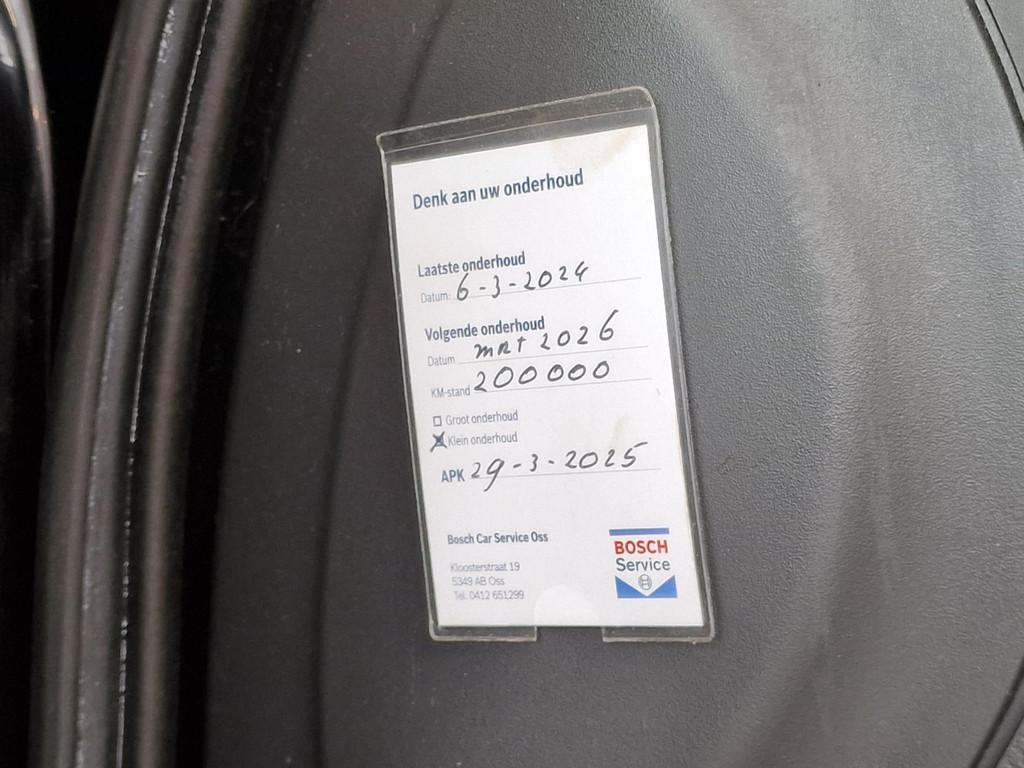 Denk aan uw onderhoud
Laatste onderhoud
Datum: 6-3-2024
Volgende onderhoud
Datum mrt 2026
KM-stand 200000
Groot onderhoud
Klein onderhoud
APK 29-3-2025
Bosch Car Service Oss
Kloosterstraat 19
5349 AB Oss
Tel. 0412 651299
BOSCH
Service